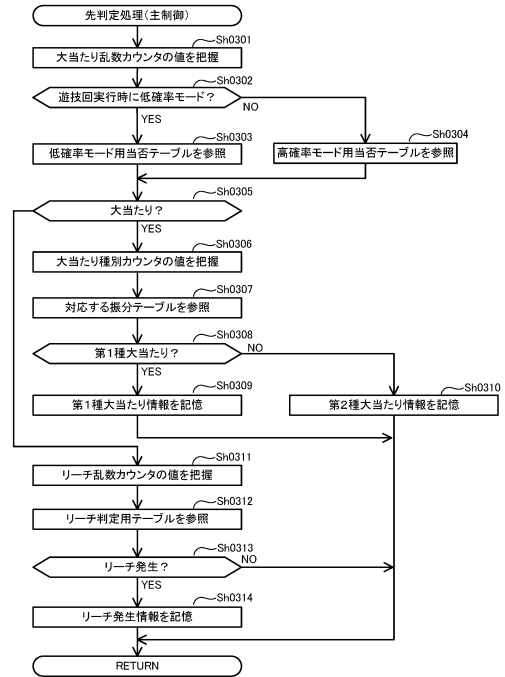 先判定処理(主制御)
Sh0301
大当たり乱数カウンタの値を把握
Sh0302
遊技回実行時に低確率モード?
NO
YES
Sh0303
低確率モード用当否テーブルを参照
Sh0304
高確率モード用当否テーブルを参照
Sh0305
大当たり?
YES
Sh0306
大当たり種別カウンタの値を把握
Sh0307
対応する振分テーブルを参照
Sh0308
第1種大当たり?
NO
YES
Sh0309
第1種大当たり情報を記憶
Sh0310
第2種大当たり情報を記憶
Sh0311
リーチ乱数カウンタの値を把握
Sh0312
リーチ判定用テーブルを参照
Sh0313
リーチ発生?
NO
YES
Sh0314
リーチ発生情報を記憶
RETURN